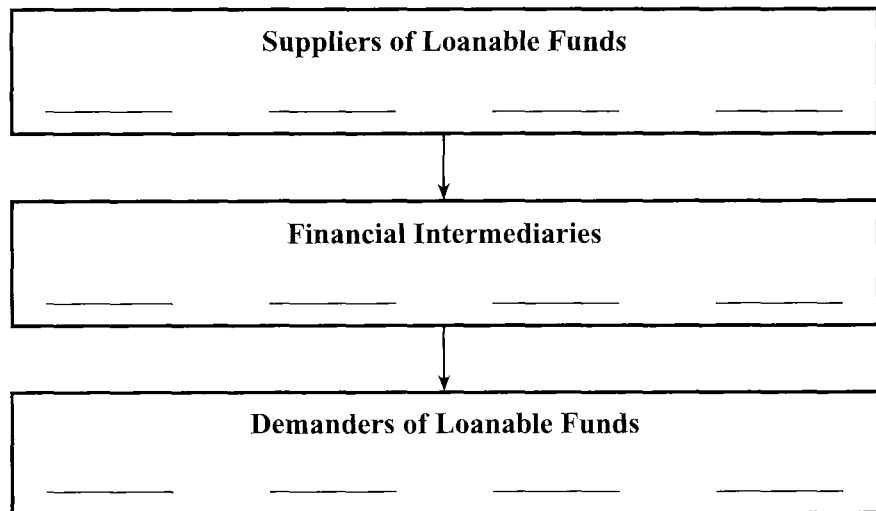 Suppliers of Loanable Funds
Financial Intermediaries
Demanders of Loanable Funds